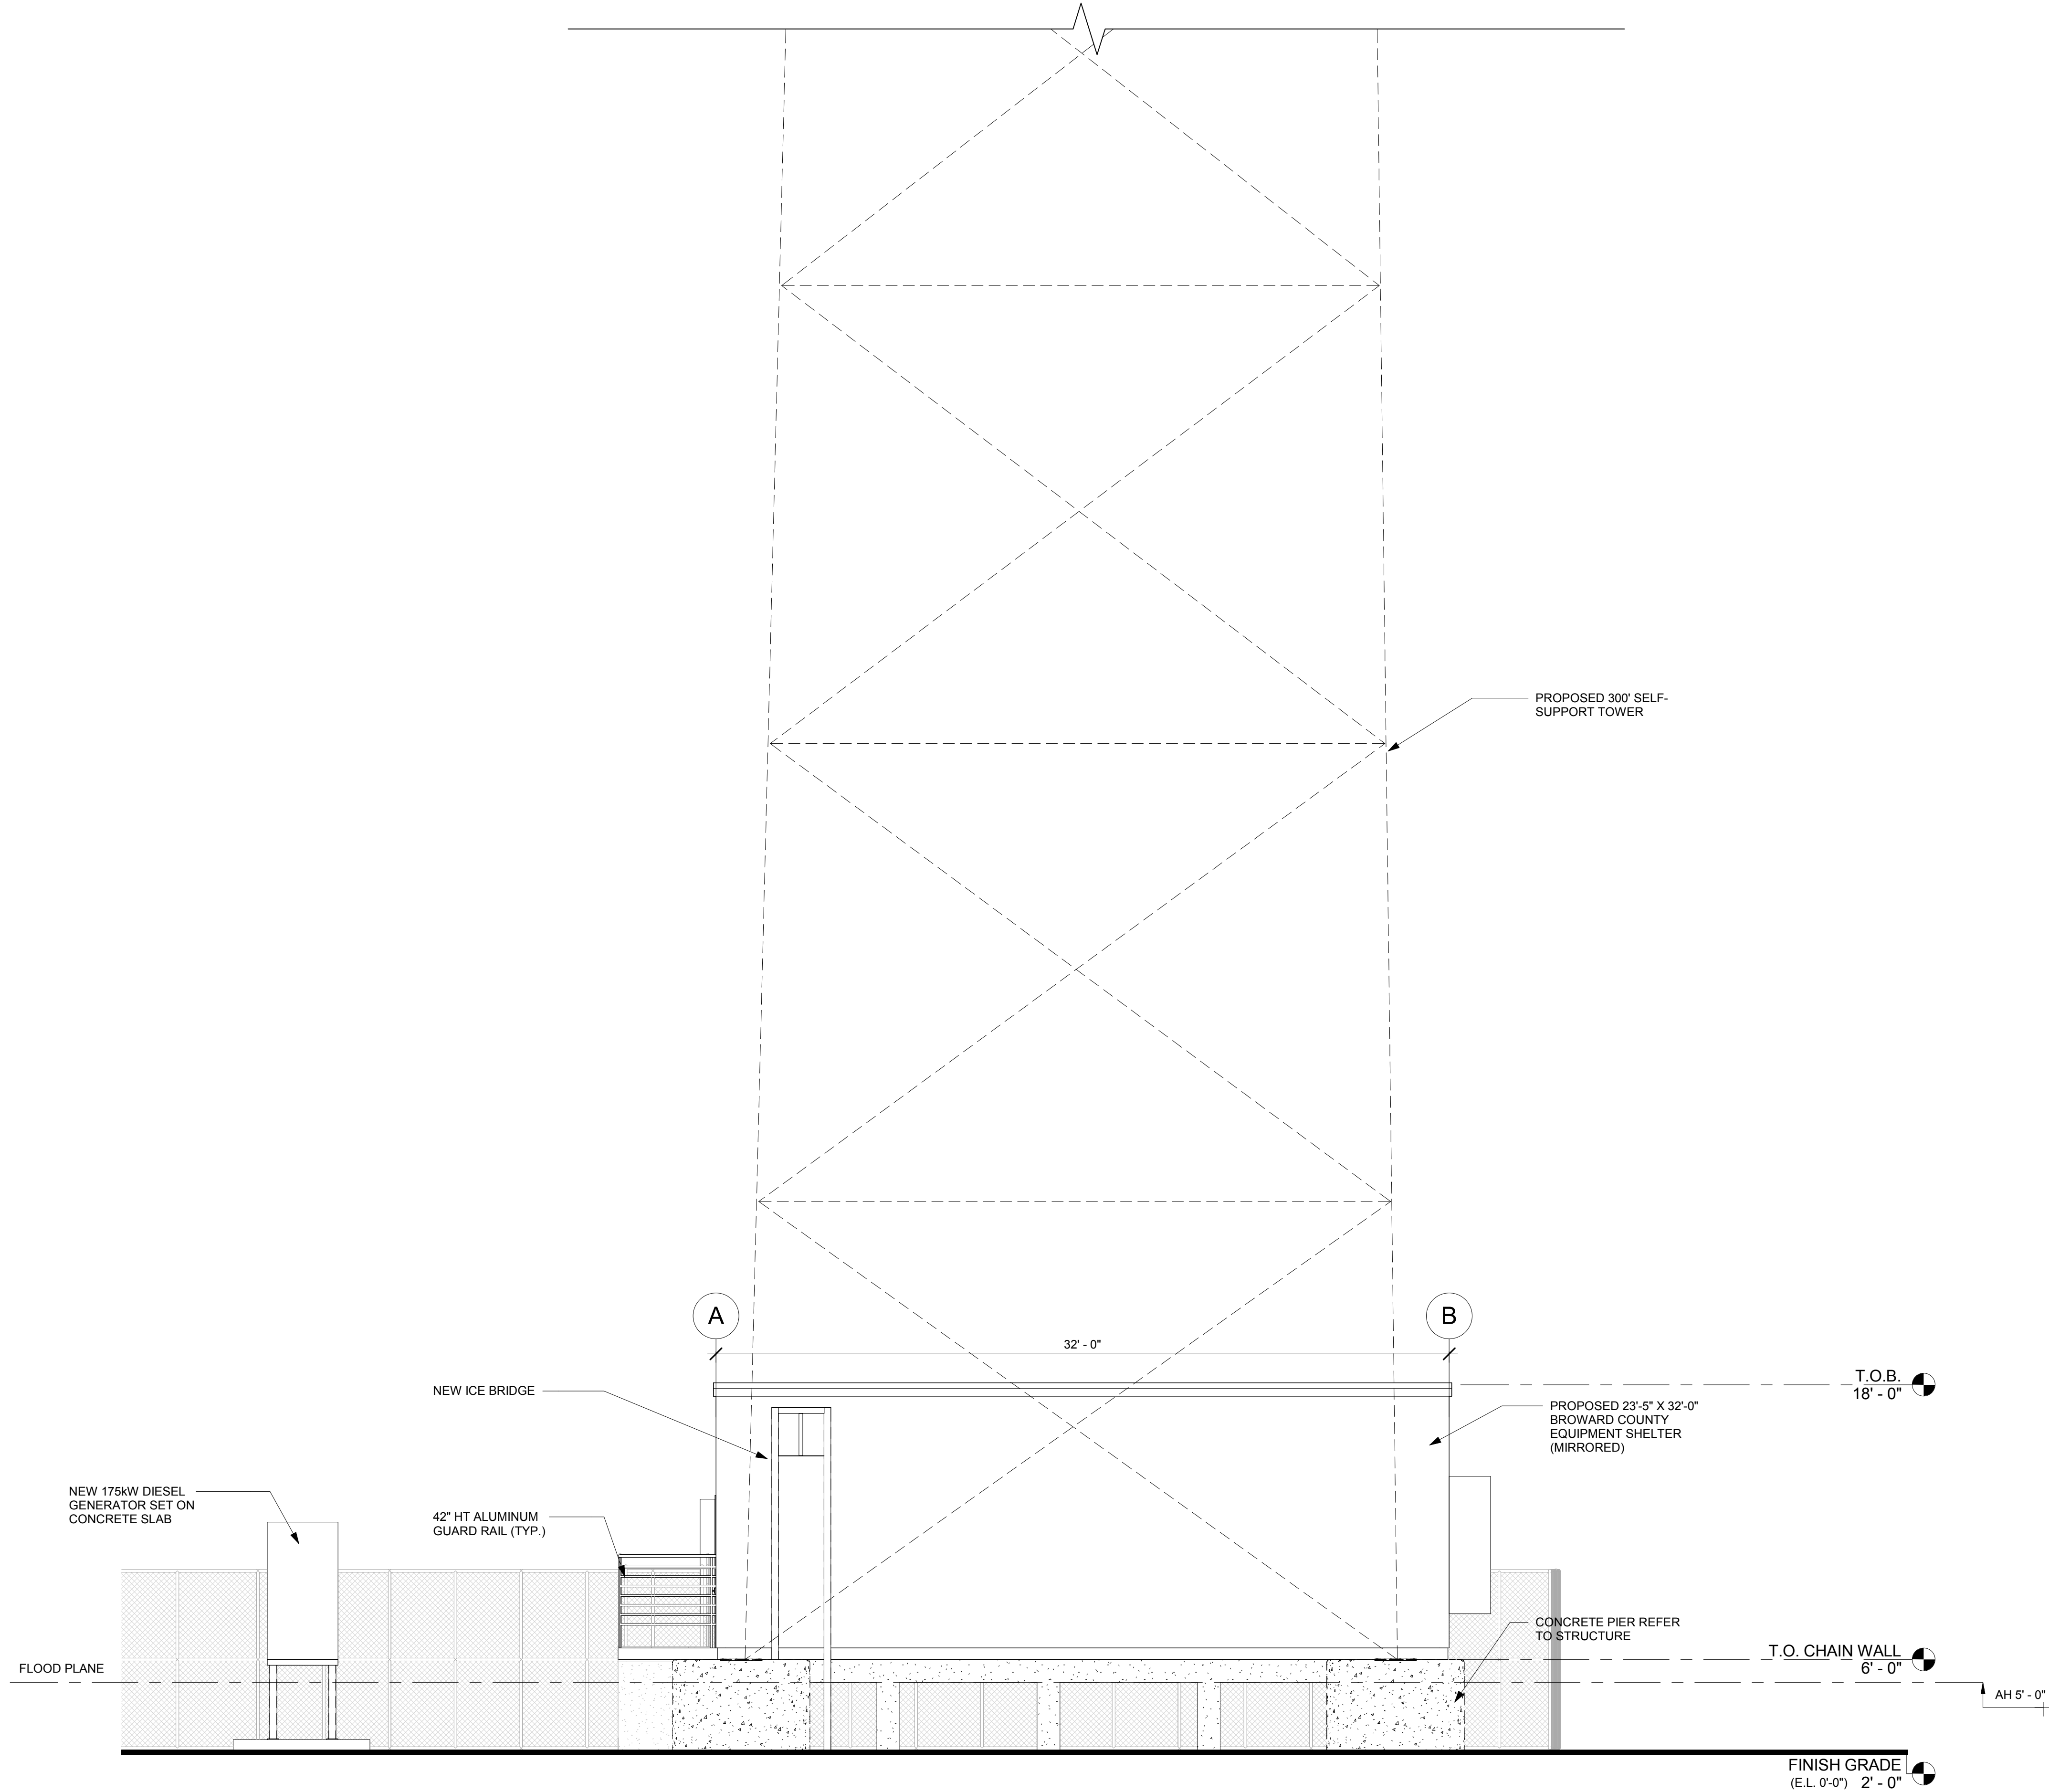 PROPOSED 300' SELF-
SUPPORT TOWER
A
B
32' - 0"
T.O.B.
18' - 0"
NEW ICE BRIDGE
PROPOSED 23'-5" X 32'-0"
BROWARD COUNTY
EQUIPMENT SHELTER
(MIRRORED)
NEW 175kW DIESEL
GENERATOR SET ON
CONCRETE SLAB
42" HT ALUMINUM
GUARD RAIL (TYP.)
CONCRETE PIER REFER
TO STRUCTURE
T.O. CHAIN WALL
6' - 0"
FLOOD PLANE
AH 5' - 0"
FINISH GRADE
(E.L. 0'-0") 2' - 0"